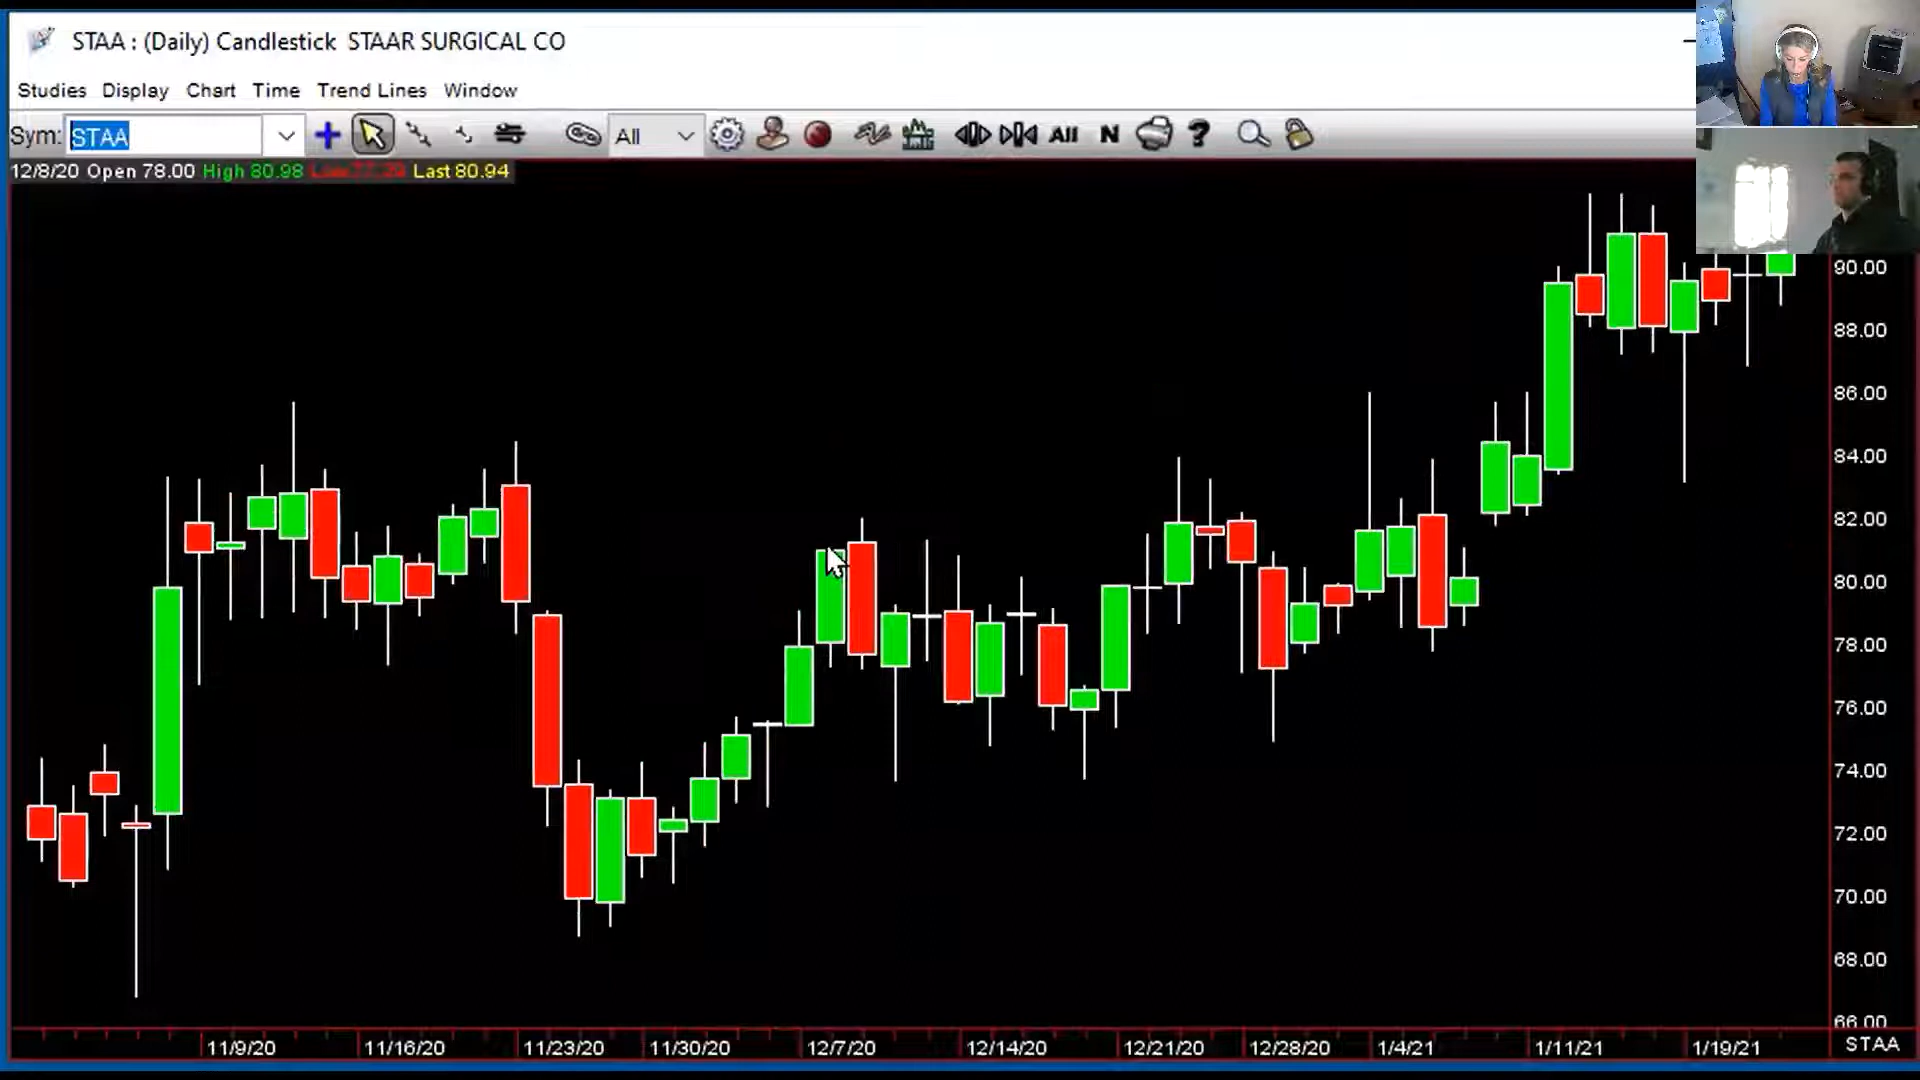 STAA : (Daily) Candlestick STAAR SURGICAL CO
Studies Display Chart Time Trend Lines Window
Sym: STAA All All N ?
12/8/20 Open 78.00 High 80.98 Last 80.94
90.00
88.00
86.00
84.00
82.00
80.00
78.00
76.00
74.00
72.00
70.00
68.00
66.00
11/9/20 11/16/20 11/23/20 11/30/20 12/7/20 12/14/20 12/21/20 12/28/20 1/4/21 1/11/21 1/19/21 STAA